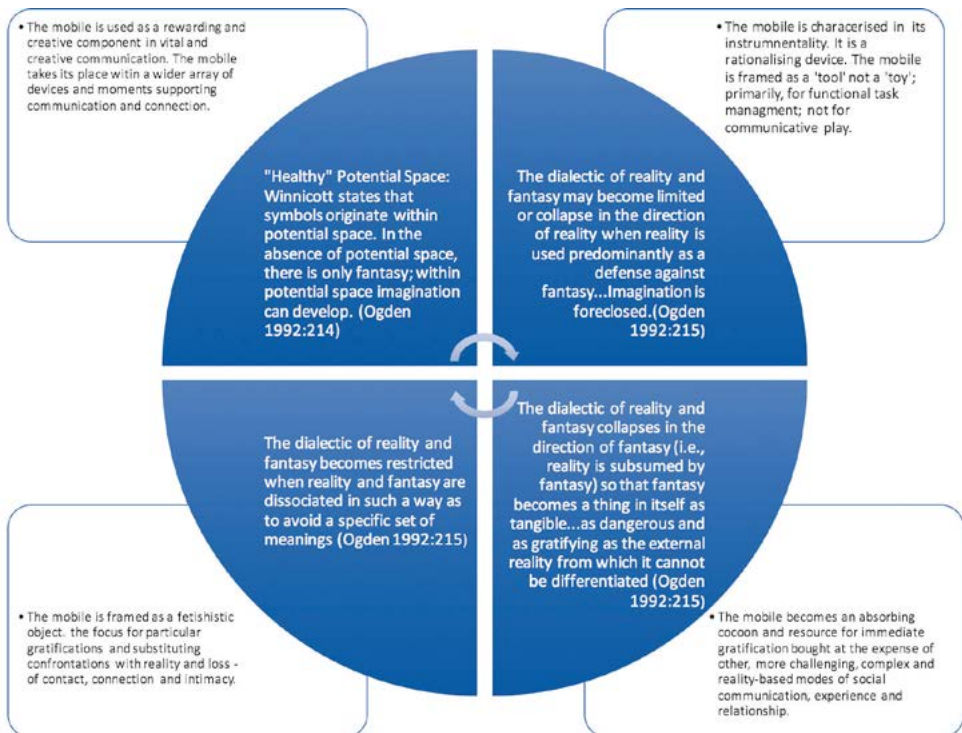 • The mobile is used as a rewarding and
creative component in vital and
creative communication. The mobile
takes its place witin a wider array of
devices and moments supporting
communication and connection.
• The mobile is characerised in its
instrumnentality. It is a
rationalising device. The mobile
is framed as a 'tool' not a 'toy';
primarily, for functional task
managment; not for
communicative play.
"Healthy" Potential Space:
Winnicott states that
symbols originate within
potential space. In the
absence of potential space,
there is only fantasy; within
potential space imagination
can develop. (Ogden
1992:214)
The dialectic of reality and
fantasy may become limited
or collapse in the direction
of reality when reality is
used predominantly as a
defense against
fantasy...Imagination is
foreclosed.(Ogden
1992:215)
The dialectic of reality and
fantasy becomes restricted
when reality and fantasy are
dissociated in such a way as
to avoid a specific set of
meanings (Ogden 1992:215)
The dialectic of reality and
fantasy collapses in the
direction of fantasy (i.e.,
reality is subsumed by
fantasy) so that fantasy
becomes a thing in itself as
tangible...as dangerous and
as gratifying as the external
reality from which it cannot
be differentiated (Ogden
1992:215)
• The mobile is framed as a fetishistic
object. the focus for particular
gratifications and substituting
confrontations with reality and loss -
of contact, connection and intimacy.
• The mobile becomes an absorbing
cocoon and resource for immediate
gratification bought at the expense of
other, more challenging, complex and
reality-based modes of social
communication, experience and
relationship.